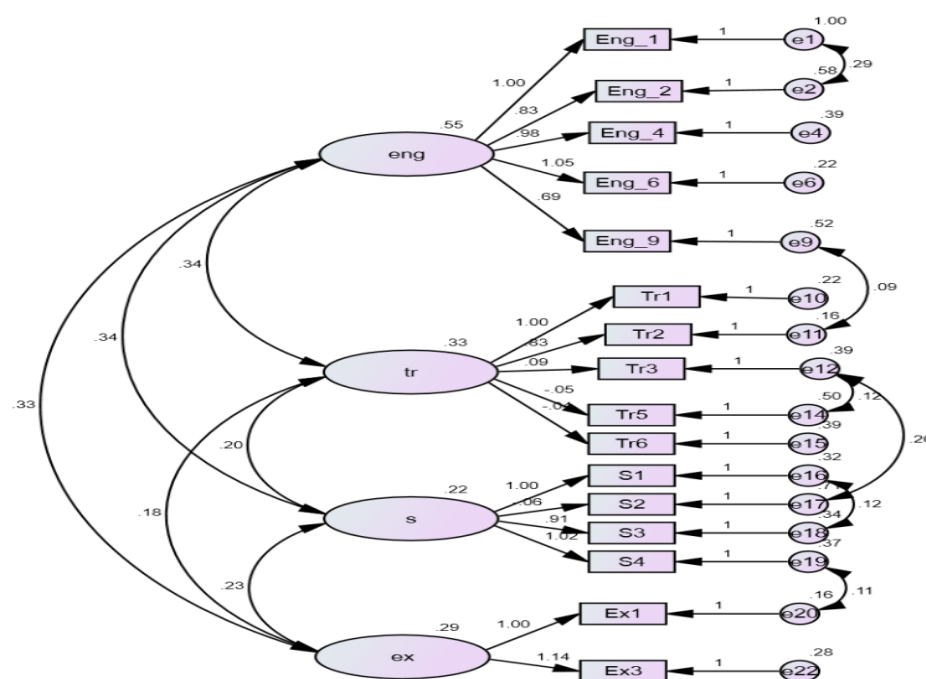 1.00
Eng_1
1
e1
.29
1.00
.58
Eng_2
1
e2
.83
.39
.55
.98
Eng_4
1
e4
eng
.22
1.05
Eng_6
1
e6
.69
.52
Eng_9
1
e9
.34
.22
.09
Tr1
1
e10
1.00
.16
.34
.33
.83
Tr2
1
e11
.39
tr
.09
Tr3
1
e12
.12
-.05
.50
.33
Tr5
1
e14
.39
Tr6
1
e15
.20
.32
S1
1
e16
1.00
.22
.18
S2
1
e17
.12
s
.06
.34
.91
S3
1
e18
1.02
.37
S4
1
e19
.23
.16
.11
Ex1
1
e20
.29
1.00
.28
ex
1.14
Ex3
1
e22